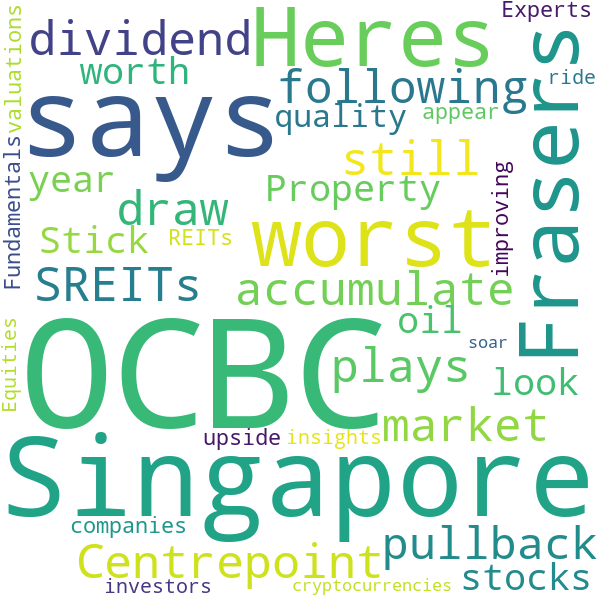 Experts
valuations
dividend
Heres
Frasers
worth
following
ride
says
quality
appear
Fundamentals
still
year
Property
improving
draw
worst
Stick
REITs
SREITs
accumulate
oil
Equities
OCBC
soar
plays
look
market
upside
insights
Singapore
companies
pullback
Centrepoint
stocks
investors
cryptocurrencies